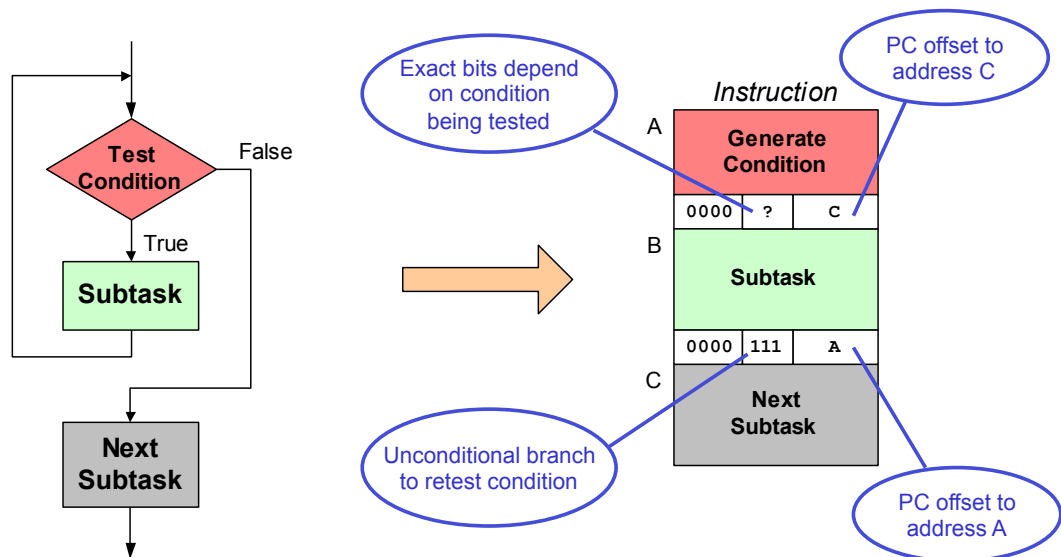 Test
Condition
False
True
Subtask
Next
Subtask
Exact bits depend
on condition
being tested
PC offset to
address C
Instruction
A
Generate
Condition
0000 ? C
B
Subtask
0000 111 A
C
Next
Subtask
Unconditional branch
to retest condition
PC offset to
address A